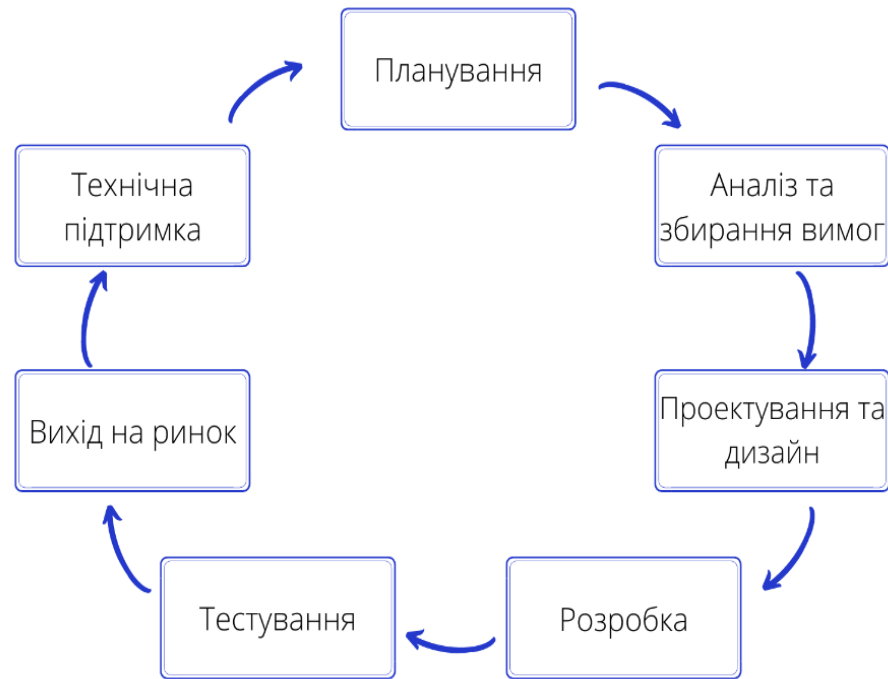 Планування
Аналіз та
збирання вимог
Проектування та
дизайн
Розробка
Тестування
Вихід на ринок
Технічна
підтримка